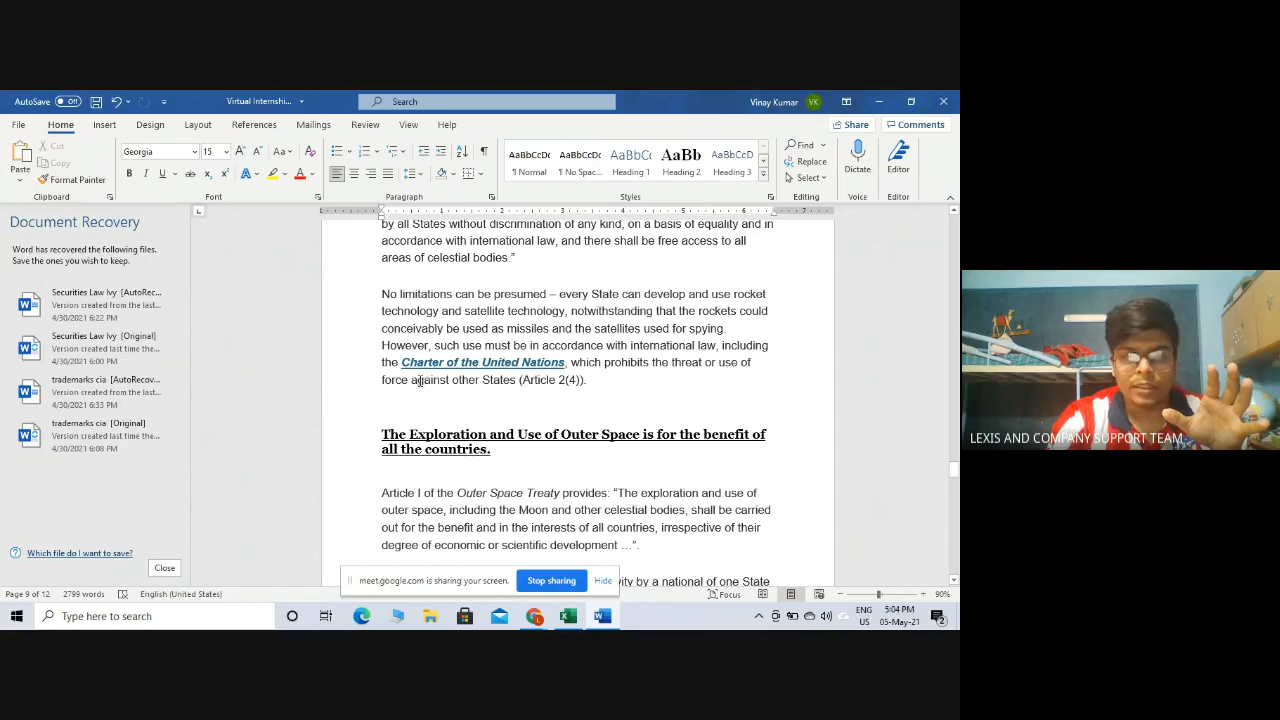 AutoSave Off Virtual Internshi... Search Vinay Kumar VK
File Home Insert Design Layout References Mailings Review View Help Share Comments
Paste Cut Copy Format Painter Georgia 15 AaBbCcDc AaBbCcDc AaBbCc AaBb AaBbCcD Find Replace Select Dictate Editor
¶ Normal ¶ No Spac... Heading 1 Heading 2 Heading 3
Clipboard Font Paragraph Styles Editing Voice Editor
Document Recovery
Word has recovered the following files.
Save the ones you wish to keep.
Securities Law Ivy [AutoRec...
Version created from the last...
4/30/2021 6:22 PM
Securities Law Ivy [Original]
Version created from the last...
4/30/2021 6:00 PM
trademarks cia [AutoRecov...
Version created from the last...
4/30/2021 6:33 PM
trademarks cia [Original]
Version created from the last time the...
4/30/2021 6:08 PM
Which file do I want to save?
Close
by all States without discrimination of any kind, on a basis of equality and in
accordance with international law, and there shall be free access to all
areas of celestial bodies.”
No limitations can be presumed – every State can develop and use rocket
technology and satellite technology, notwithstanding that the rockets could
conceivably be used as missiles and the satellites used for spying.
However, such use must be in accordance with international law, including
the Charter of the United Nations, which prohibits the threat or use of
force against other States (Article 2(4)).
The Exploration and Use of Outer Space is for the benefit of
all the countries.
Article I of the Outer Space Treaty provides: “The exploration and use of
outer space, including the Moon and other celestial bodies, shall be carried
out for the benefit and in the interests of all countries, irrespective of their
degree of economic or scientific development …”.
vity by a national of one State
meet.google.com is sharing your screen. Stop sharing Hide
Page 9 of 12 2799 words English (United States) Focus 90%
Type here to search ENG US 5:04 PM 05-May-21 2
LEXIS AND COMPANY SUPPORT TEAM